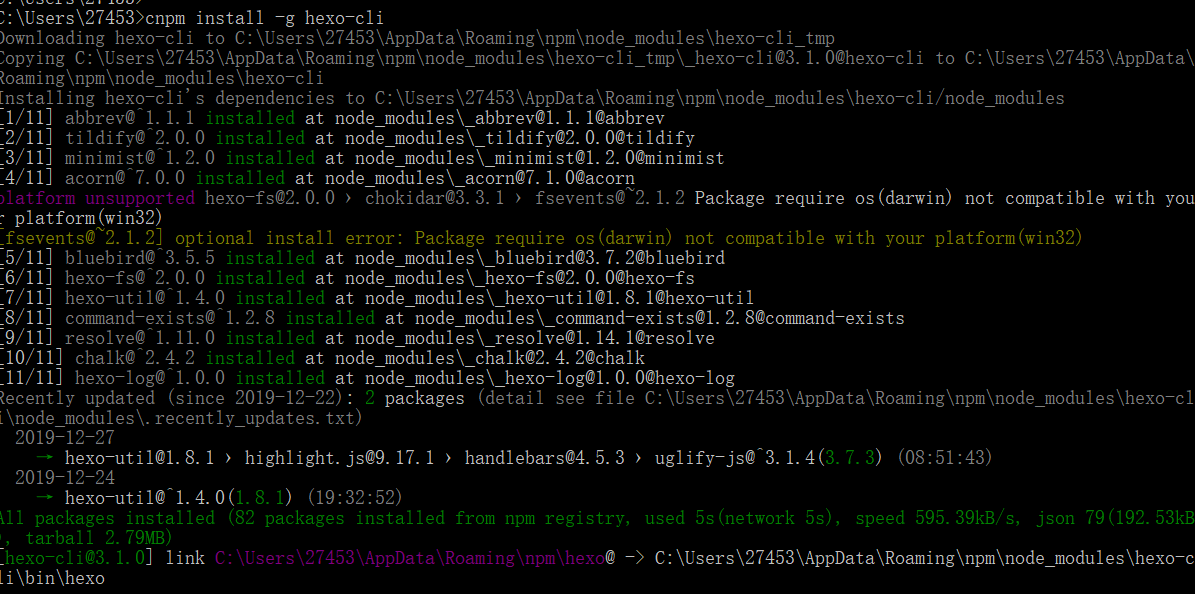 C:\Users\27453>
C:\Users\27453>cnpm install -g hexo-cli
Downloading hexo-cli to C:\Users\27453\AppData\Roaming\npm\node_modules\hexo-cli_tmp
Copying C:\Users\27453\AppData\Roaming\npm\node_modules\hexo-cli_tmp\_hexo-cli@3.1.0@hexo-cli to C:\Users\27453\AppData\
Roaming\npm\node_modules\hexo-cli
Installing hexo-cli's dependencies to C:\Users\27453\AppData\Roaming\npm\node_modules\hexo-cli/node_modules
[1/11] abbrev@^1.1.1 installed at node_modules\_abbrev@1.1.1@abbrev
[2/11] tildify@^2.0.0 installed at node_modules\_tildify@2.0.0@tildify
[3/11] minimist@^1.2.0 installed at node_modules\_minimist@1.2.0@minimist
[4/11] acorn@^7.0.0 installed at node_modules\_acorn@7.1.0@acorn
platform unsupported hexo-fs@2.0.0 › chokidar@3.3.1 › fsevents@~2.1.2 Package require os(darwin) not compatible with you
r platform(win32)
[fsevents@~2.1.2] optional install error: Package require os(darwin) not compatible with your platform(win32)
[5/11] bluebird@^3.5.5 installed at node_modules\_bluebird@3.7.2@bluebird
[6/11] hexo-fs@^2.0.0 installed at node_modules\_hexo-fs@2.0.0@hexo-fs
[7/11] hexo-util@^1.4.0 installed at node_modules\_hexo-util@1.8.1@hexo-util
[8/11] command-exists@^1.2.8 installed at node_modules\_command-exists@1.2.8@command-exists
[9/11] resolve@^1.11.0 installed at node_modules\_resolve@1.14.1@resolve
[10/11] chalk@^2.4.2 installed at node_modules\_chalk@2.4.2@chalk
[11/11] hexo-log@^1.0.0 installed at node_modules\_hexo-log@1.0.0@hexo-log
Recently updated (since 2019-12-22): 2 packages (detail see file C:\Users\27453\AppData\Roaming\npm\node_modules\hexo-cl
i\node_modules\.recently_updates.txt)
2019-12-27
→ hexo-util@1.8.1 › highlight.js@9.17.1 › handlebars@4.5.3 › uglify-js@^3.1.4(3.7.3) (08:51:43)
2019-12-24
→ hexo-util@^1.4.0(1.8.1) (19:32:52)
All packages installed (82 packages installed from npm registry, used 5s(network 5s), speed 595.39kB/s, json 79(192.53kB
), tarball 2.79MB)
[hexo-cli@3.1.0] link C:\Users\27453\AppData\Roaming\npm\hexo@ -> C:\Users\27453\AppData\Roaming\npm\node_modules\hexo-c
li\bin\hexo